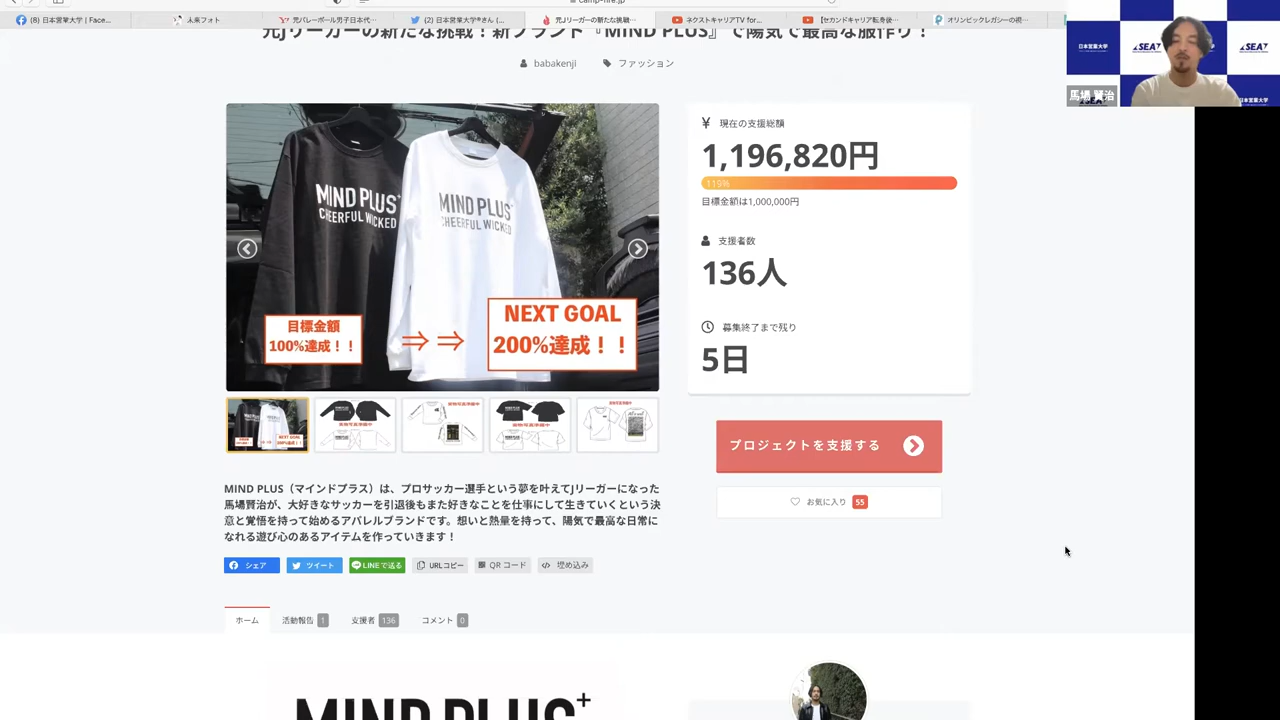 camp-fire.jp
(8) 日本営業大学 | Face…
未来フォト
元バレーボール男子日本代…
(2) 日本営業大学®さん (…
元Jリーガーの新たな挑戦…
ネクストキャリアTV for…
【セカンドキャリア転身後…
オリンピックレガシーの視…
元Jリーガーの新たな挑戦！新ブランド『MIND PLUS』で陽気で最高な服作り！
babakenji
ファッション
日本営業大学
SEA
SEA
日本営業大学
馬場 賢治
MIND PLUS+
CHEERFUL WICKED
MIND PLUS+
CHEERFUL WICKED
目標金額
100%達成！！
⇒ ⇒
NEXT GOAL
200%達成！！
¥ 現在の支援総額
1,196,820円
119%
目標金額は1,000,000円
支援者数
136人
募集終了まで残り
5日
プロジェクトを支援する
お気に入り 55
MIND PLUS（マインドプラス）は、プロサッカー選手という夢を叶えてJリーガーになった
馬場賢治が、大好きなサッカーを引退後もまた好きなことを仕事にして生きていくという決
意と覚悟を持って始めるアパレルブランドです。想いと熱量を持って、陽気で最高な日常に
なれる遊び心のあるアイテムを作っていきます！
シェア
ツイート
LINEで送る
URLコピー
QR コード
埋め込み
ホーム
活動報告 1
支援者 136
コメント 0
MIND PLUS+